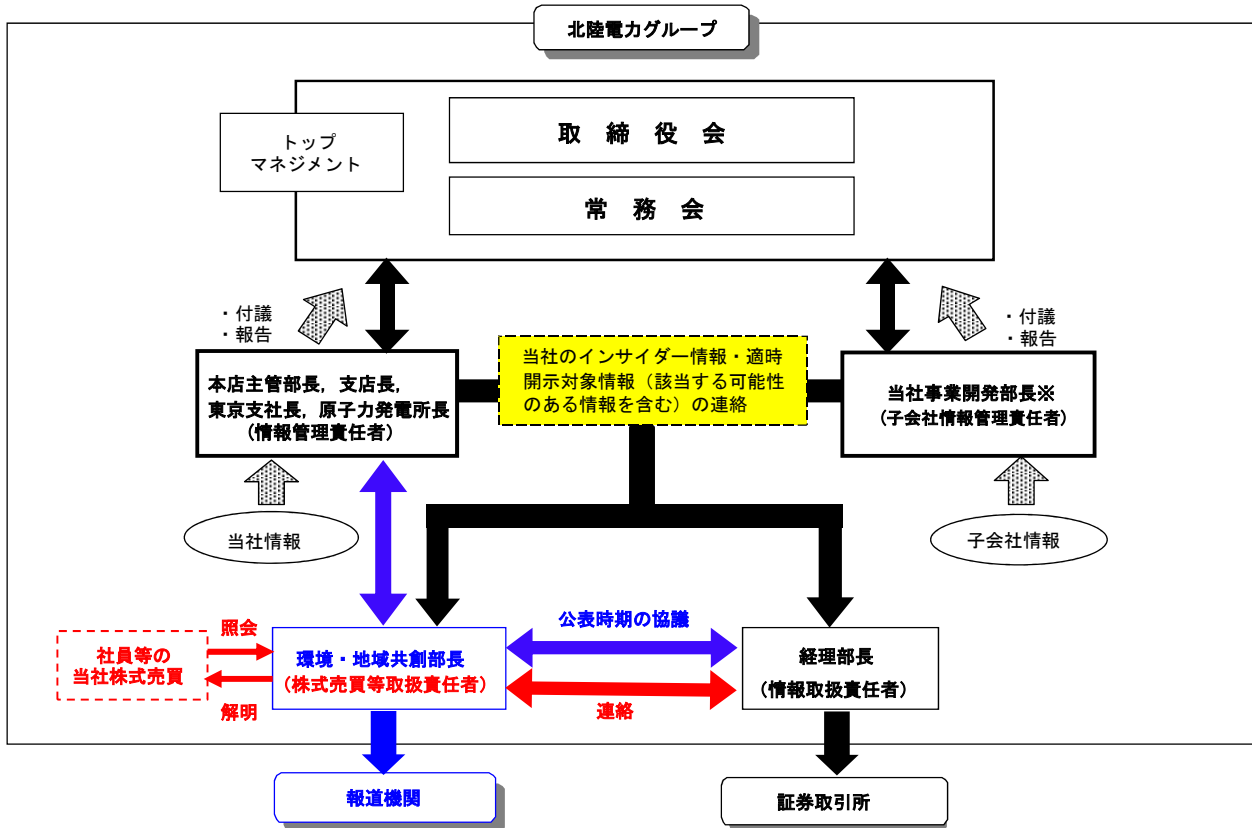 北陸電力グループ
トップ
マネジメント
取 締 役 会
常 務 会
・付議
・報告
・付議
・報告
本店主管部長，支店長，
東京支社長，原子力発電所長
（情報管理責任者）
当社のインサイダー情報・適時
開示対象情報（該当する可能性
のある情報を含む）の連絡
当社事業開発部長※
（子会社情報管理責任者）
当社情報
子会社情報
社員等の
当社株式売買
照会
解明
環境・地域共創部長
（株式売買等取扱責任者）
公表時期の協議
連絡
経理部長
（情報取扱責任者）
報道機関
証券取引所